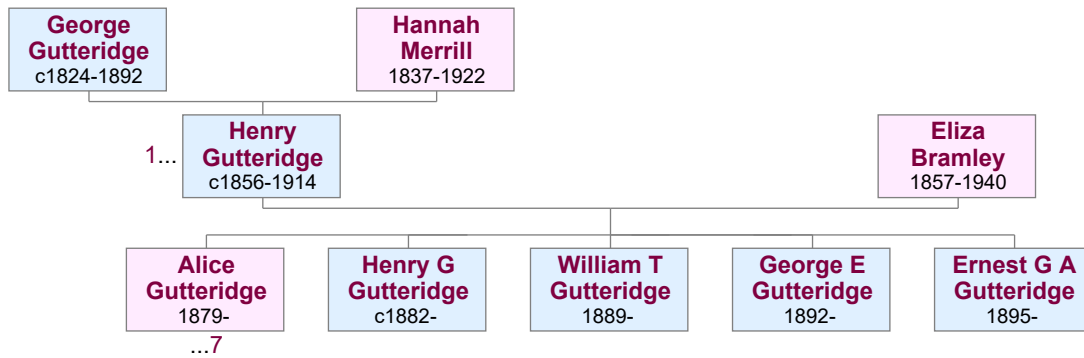 George
Gutteridge
c1824-1892
Hannah
Merrill
1837-1922
1...
Henry
Gutteridge
c1856-1914
Eliza
Bramley
1857-1940
Alice
Gutteridge
1879-
...7
Henry G
Gutteridge
c1882-
William T
Gutteridge
1889-
George E
Gutteridge
1892-
Ernest G A
Gutteridge
1895-